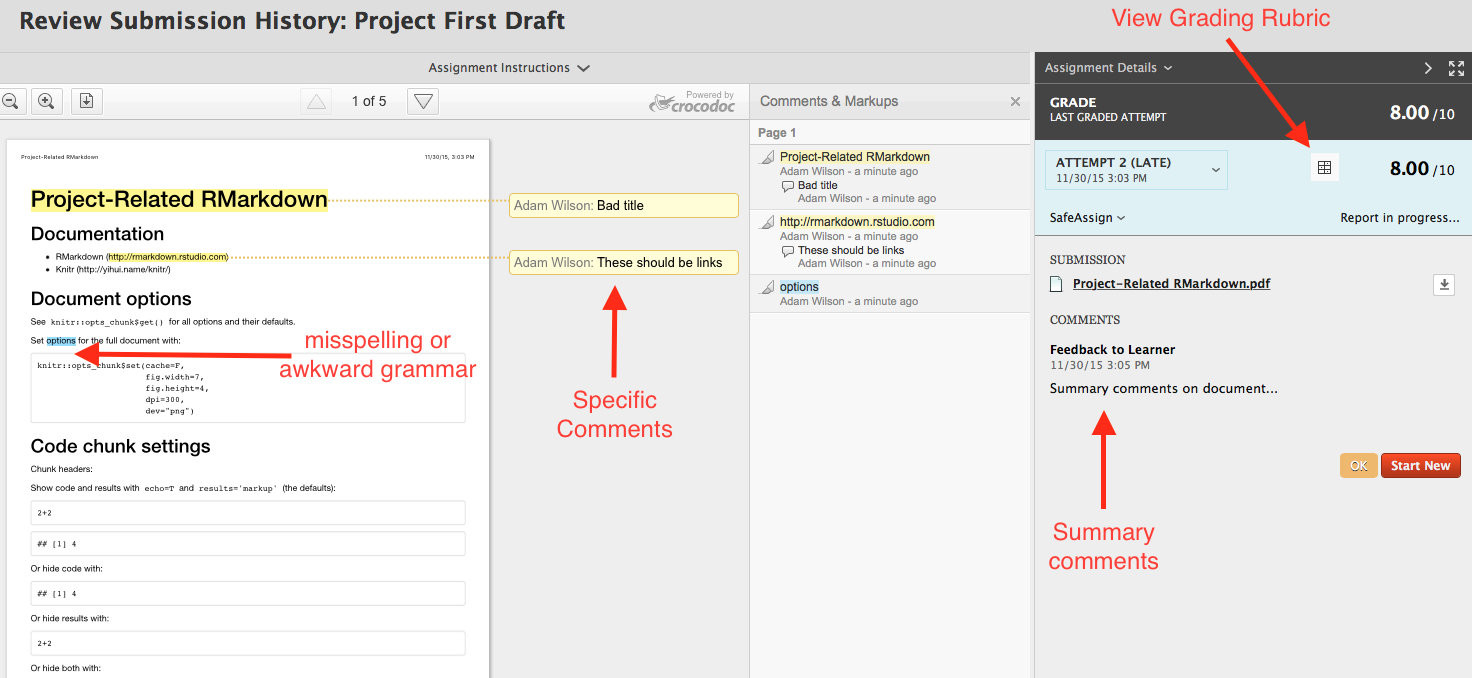 Review Submission History: Project First Draft
View Grading Rubric
Assignment Instructions
1 of 5
Powered by
crocodoc
Project-Related RMarkdown
11/30/15, 3:03 PM
Project-Related RMarkdown
Documentation
RMarkdown (http://rmarkdown.rstudio.com)
Knitr (http://yihui.name/knitr/)
Document options
See knitr::opts_chunk$get() for all options and their defaults.
Set options for the full document with:
knitr::opts_chunk$set(cache=F,
fig.width=7,
fig.height=4,
dpi=300,
dev="png")
Code chunk settings
Chunk headers:
Show code and results with echo=T and results='markup' (the defaults):
2+2
## [1] 4
Or hide code with:
## [1] 4
Or hide results with:
2+2
Or hide both with:
misspelling or
awkward grammar
Adam Wilson: Bad title
Adam Wilson: These should be links
Specific
Comments
Comments & Markups
Page 1
Project-Related RMarkdown
Adam Wilson - a minute ago
Bad title
Adam Wilson - a minute ago
http://rmarkdown.rstudio.com
Adam Wilson - a minute ago
These should be links
Adam Wilson - a minute ago
options
Adam Wilson - a minute ago
Assignment Details
GRADE
LAST GRADED ATTEMPT
8.00 /10
ATTEMPT 2 (LATE)
11/30/15 3:03 PM
8.00 /10
SafeAssign
Report in progress...
SUBMISSION
Project-Related RMarkdown.pdf
COMMENTS
Feedback to Learner
11/30/15 3:05 PM
Summary comments on document...
OK
Start New
Summary
comments